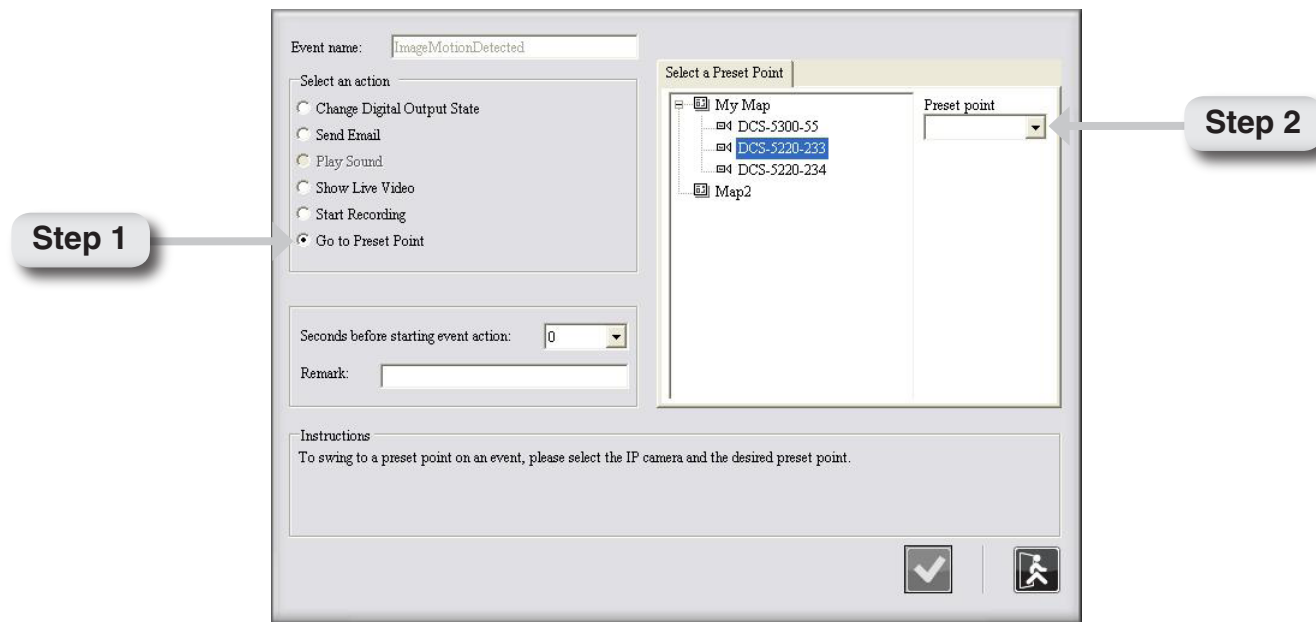 Event name: ImageMotionDetected
Select an action
Change Digital Output State
Send Email
Play Sound
Show Live Video
Start Recording
Go to Preset Point
Step 1
Seconds before starting event action: 0
Remark:
Select a Preset Point
My Map
DCS-5300-55
DCS-5220-233
DCS-5220-234
Map2
Preset point
Step 2
Instructions
To swing to a preset point on an event, please select the IP camera and the desired preset point.